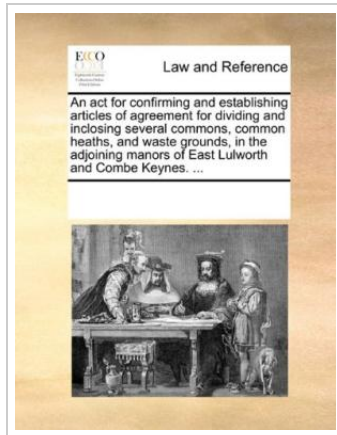 ECCO
Law and Reference
An act for confirming and establishing
articles of agreement for dividing and
inclosing several commons, common
heaths, and waste grounds, in the
adjoining manors of East Lulworth
and Combe Keynes. ...